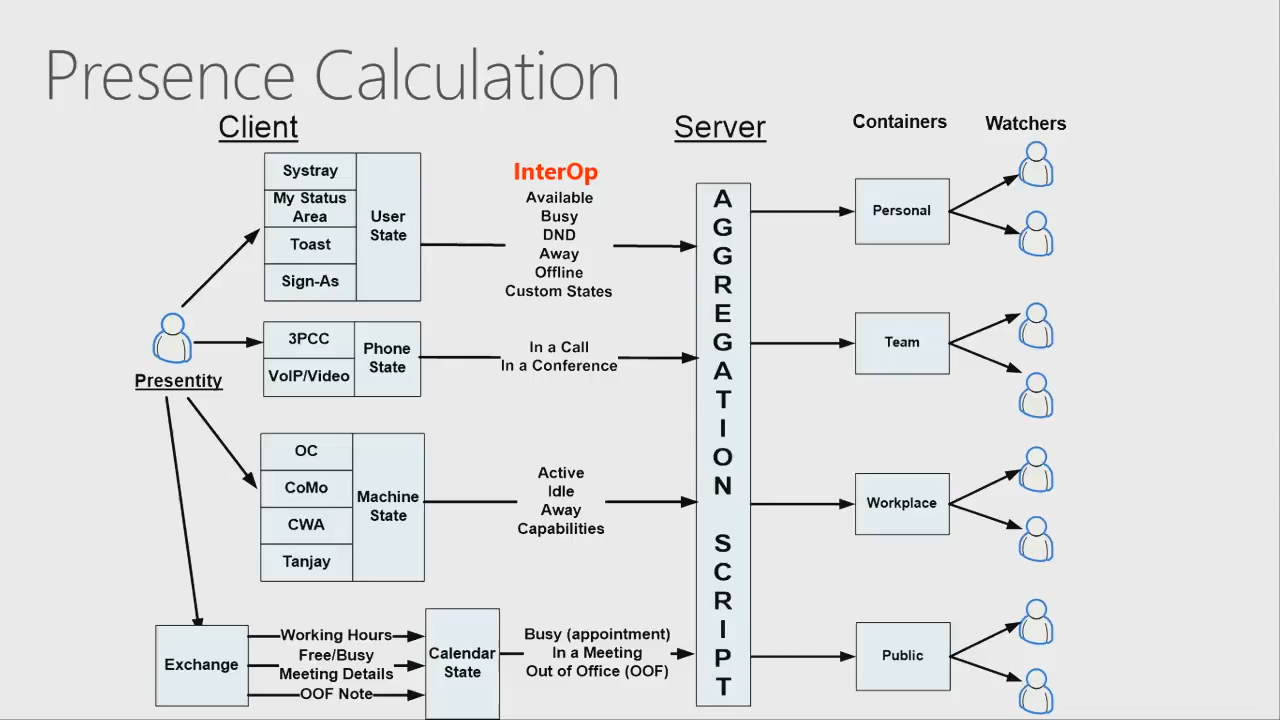 Presence Calculation
Client
Server
Containers
Watchers
Systray
My Status
Area
Toast
Sign-As
User
State
InterOp
Available
Busy
DND
Away
Offline
Custom States
Presentity
3PCC
VoIP/Video
Phone
State
In a Call
In a Conference
OC
CoMo
CWA
Tanjay
Machine
State
Active
Idle
Away
Capabilities
Exchange
Working Hours
Free/Busy
Meeting Details
OOF Note
Calendar
State
Busy (appointment)
In a Meeting
Out of Office (OOF)
AGGREGATION SCRIPT
Personal
Team
Workplace
Public